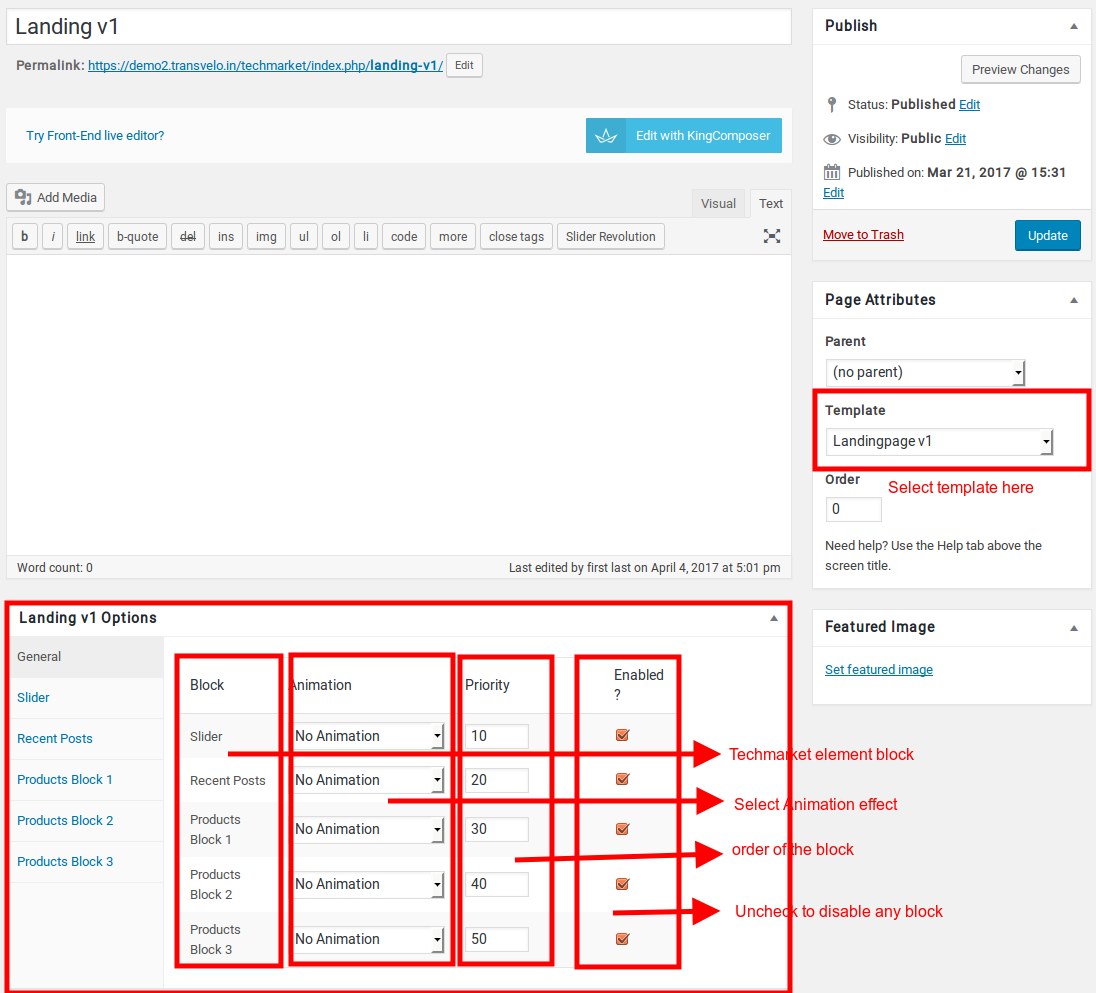 Landing v1
Permalink: https://demo2.transvelo.in/techmarket/index.php/landing-v1/ Edit
Try Front-End live editor?
Edit with KingComposer
Add Media
Visual Text
b i link b-quote del ins img ul ol li code more close tags Slider Revolution
Word count: 0
Last edited by first last on April 4, 2017 at 5:01 pm
Publish
Preview Changes
Status: Published Edit
Visibility: Public Edit
Published on: Mar 21, 2017 @ 15:31
Edit
Move to Trash
Update
Page Attributes
Parent
(no parent)
Template
Landingpage v1
Order
Select template here
0
Need help? Use the Help tab above the
screen title.
Featured Image
Set featured image
Landing v1 Options
General
Slider
Recent Posts
Products Block 1
Products Block 2
Products Block 3
Block Animation Priority Enabled
?
Slider No Animation 10
Recent Posts No Animation 20
Products
Block 1 No Animation 30
Products
Block 2 No Animation 40
Products
Block 3 No Animation 50
Techmarket element block
Select Animation effect
order of the block
Uncheck to disable any block